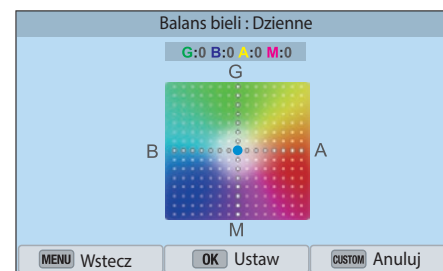 Balans bieli : Dzienne
G:0 B:0 A:0 M:0
G
B A
M
MENU Wstecz OK Ustaw CUSTOM Anuluj